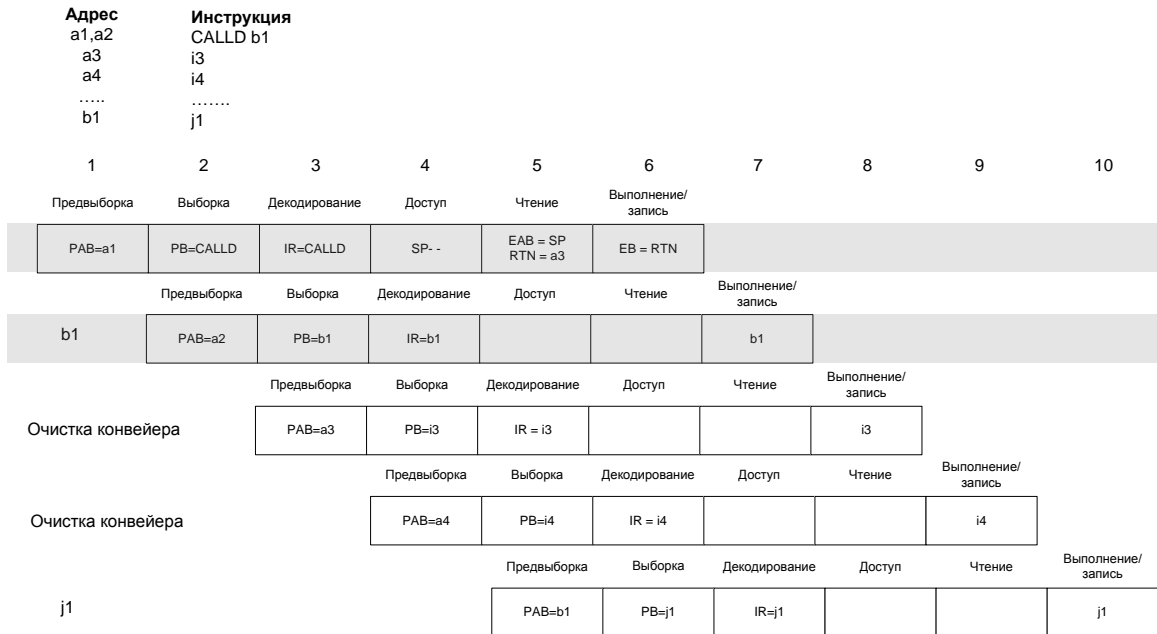 Адрес Инструкция
a1,a2 CALLD b1
a3 i3
a4 i4
….. …….
b1 j1
1 2 3 4 5 6 7 8 9 10
Предвыборка Выборка Декодирование Доступ Чтение Выполнение/
запись
PAB=a1 PB=CALLD IR=CALLD SP- - EAB = SP
RTN = a3 EB = RTN
Предвыборка Выборка Декодирование Доступ Чтение Выполнение/
запись
b1 PAB=a2 PB=b1 IR=b1 b1
Предвыборка Выборка Декодирование Доступ Чтение Выполнение/
запись
Очистка конвейера PAB=a3 PB=i3 IR = i3 i3
Предвыборка Выборка Декодирование Доступ Чтение Выполнение/
запись
Очистка конвейера PAB=a4 PB=i4 IR = i4 i4
Предвыборка Выборка Декодирование Доступ Чтение Выполнение/
запись
j1 PAB=b1 PB=j1 IR=j1 j1